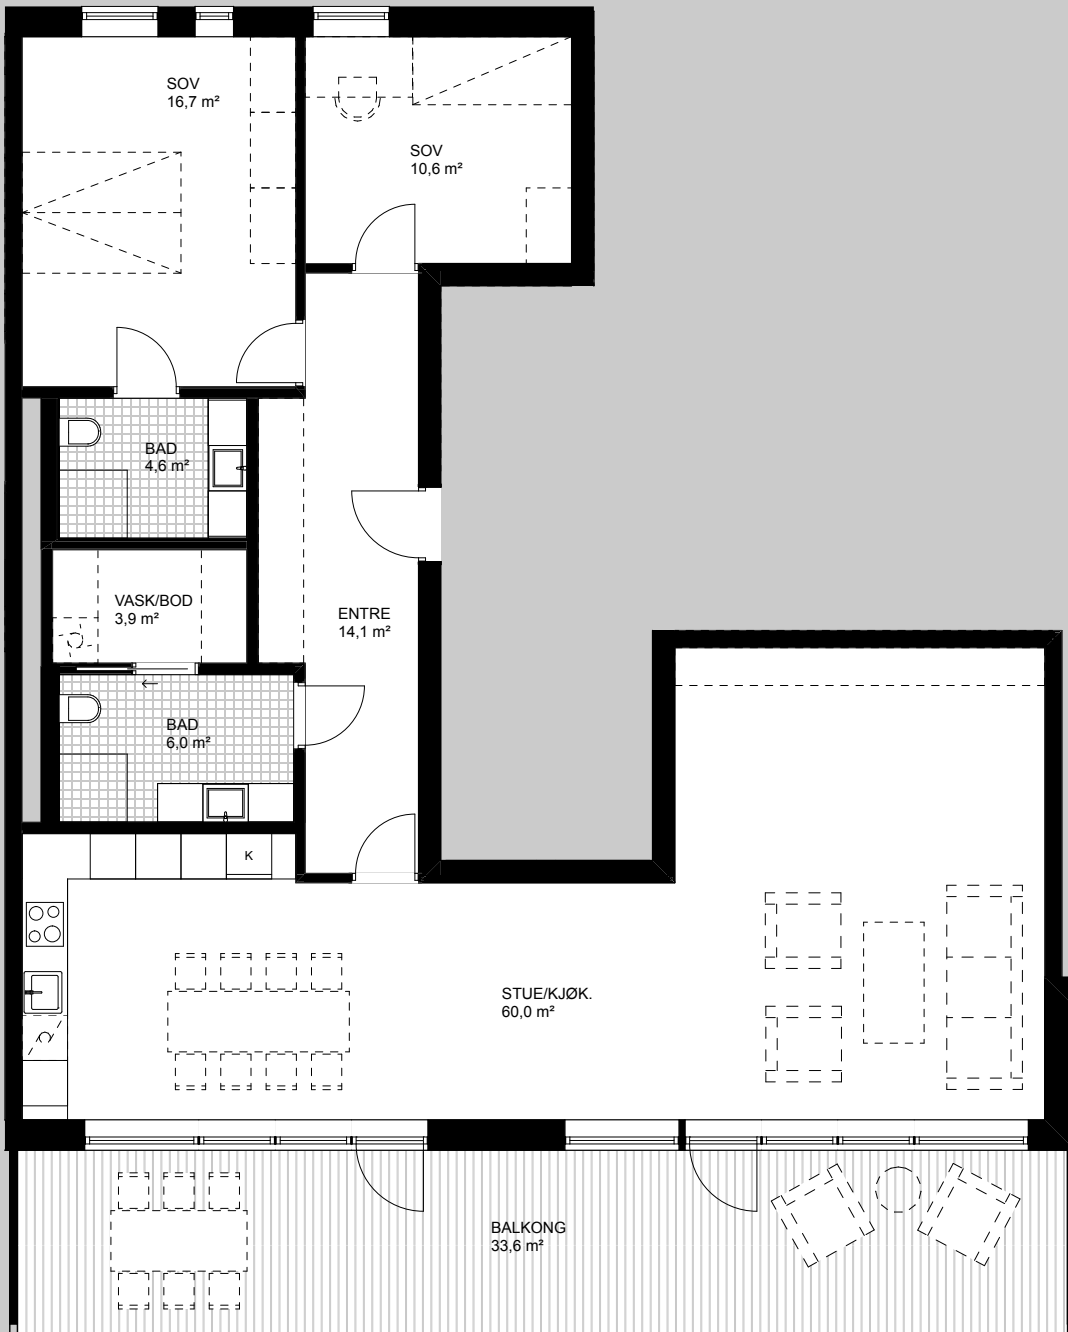 SOV
16,7 m²
SOV
10,6 m²
BAD
4,6 m²
VASK/BOD
3,9 m²
ENTRE
14,1 m²
BAD
6,0 m²
K
STUE/KJØK.
60,0 m²
BALKONG
33,6 m²